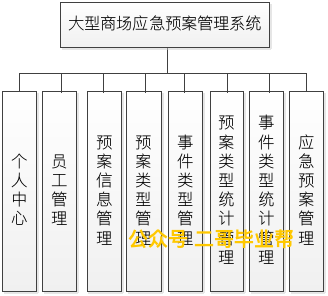 大型商场应急预案管理系统
个人中心
员工管理
预案信息管理
预案类型管理
事件类型管理
预案类型统计管理
事件类型统计管理
应急预案管理
公众号 二哥毕业帮